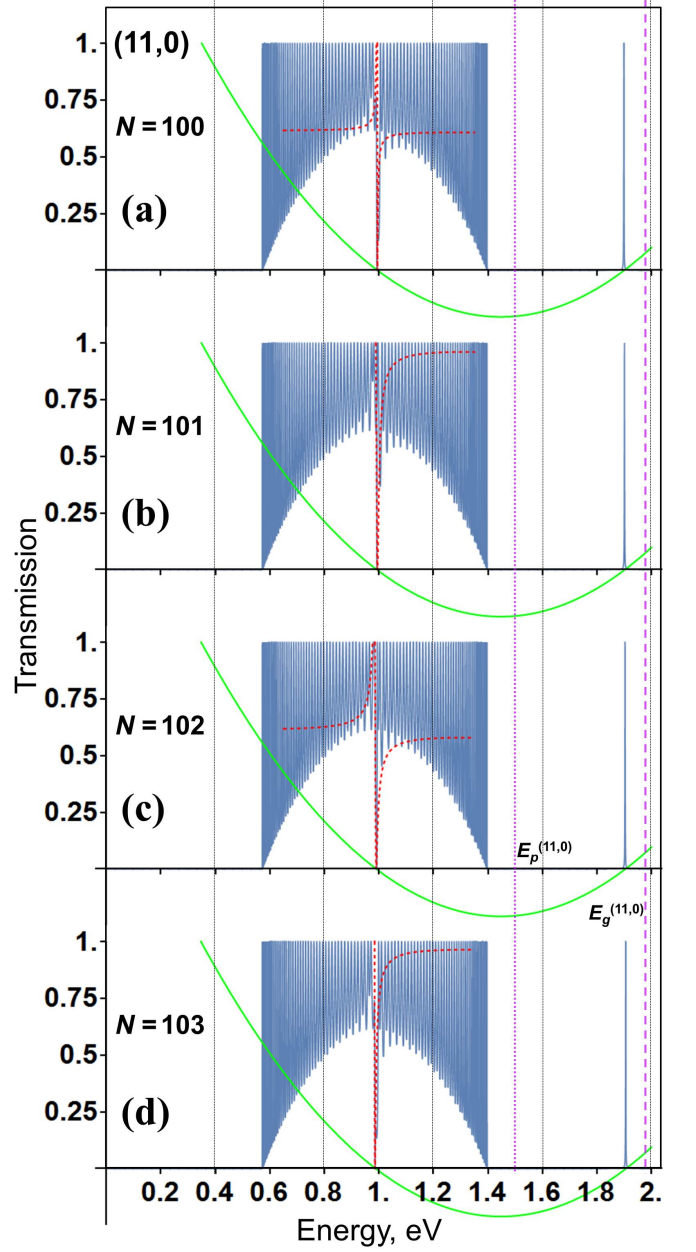 (11,0)
1.
0.75
N = 100
0.5
0.25
(a)
1.
0.75
N = 101
0.5
0.25
(b)
Transmission
1.
0.75
N = 102
0.5
0.25
(c)
Ep(11,0)
Eg(11,0)
1.
0.75
N = 103
0.5
0.25
(d)
0.2 0.4 0.6 0.8 1. 1.2 1.4 1.6 1.8 2.
Energy, eV